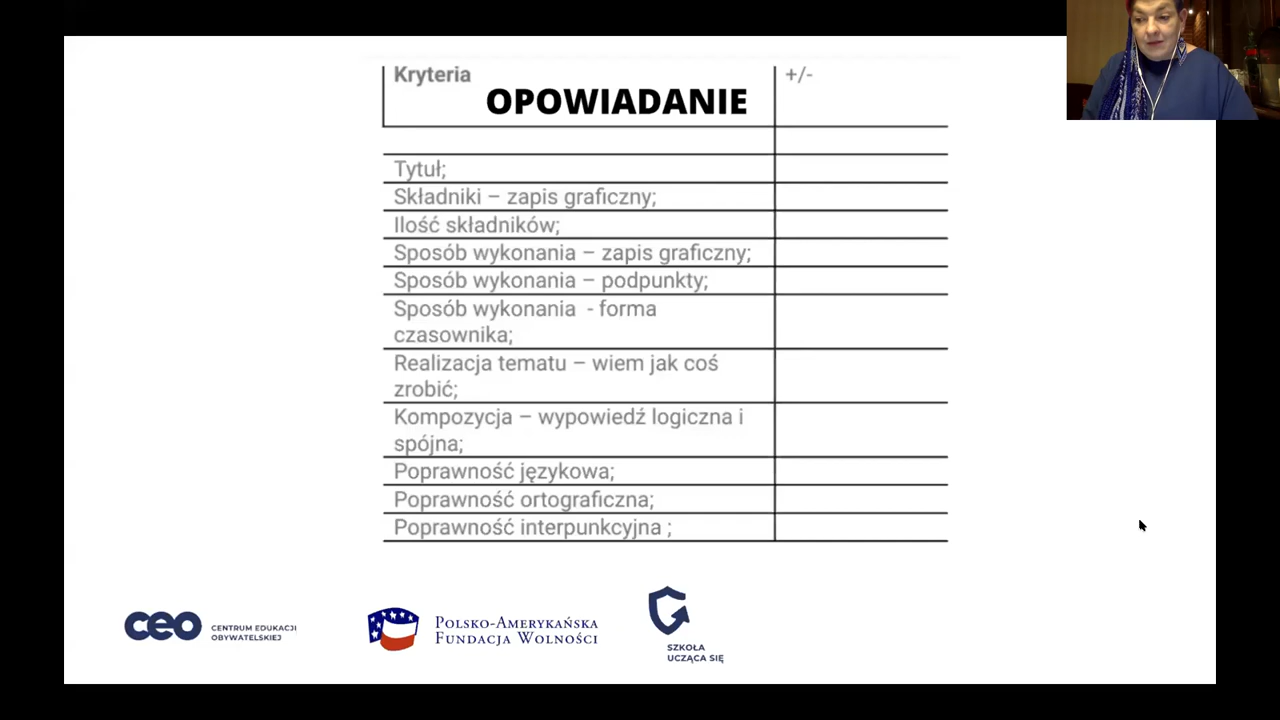 Kryteria
+/-
OPOWIADANIE
Tytuł;
Składniki – zapis graficzny;
Ilość składników;
Sposób wykonania – zapis graficzny;
Sposób wykonania – podpunkty;
Sposób wykonania - forma
czasownika;
Realizacja tematu – wiem jak coś
zrobić;
Kompozycja – wypowiedź logiczna i
spójna;
Poprawność językowa;
Poprawność ortograficzna;
Poprawność interpunkcyjna ;
ceo
CENTRUM EDUKACJI
OBYWATELSKIEJ
POLSKO-AMERYKAŃSKA
FUNDACJA WOLNOŚCI
SZKOŁA
UCZĄCA SIĘ